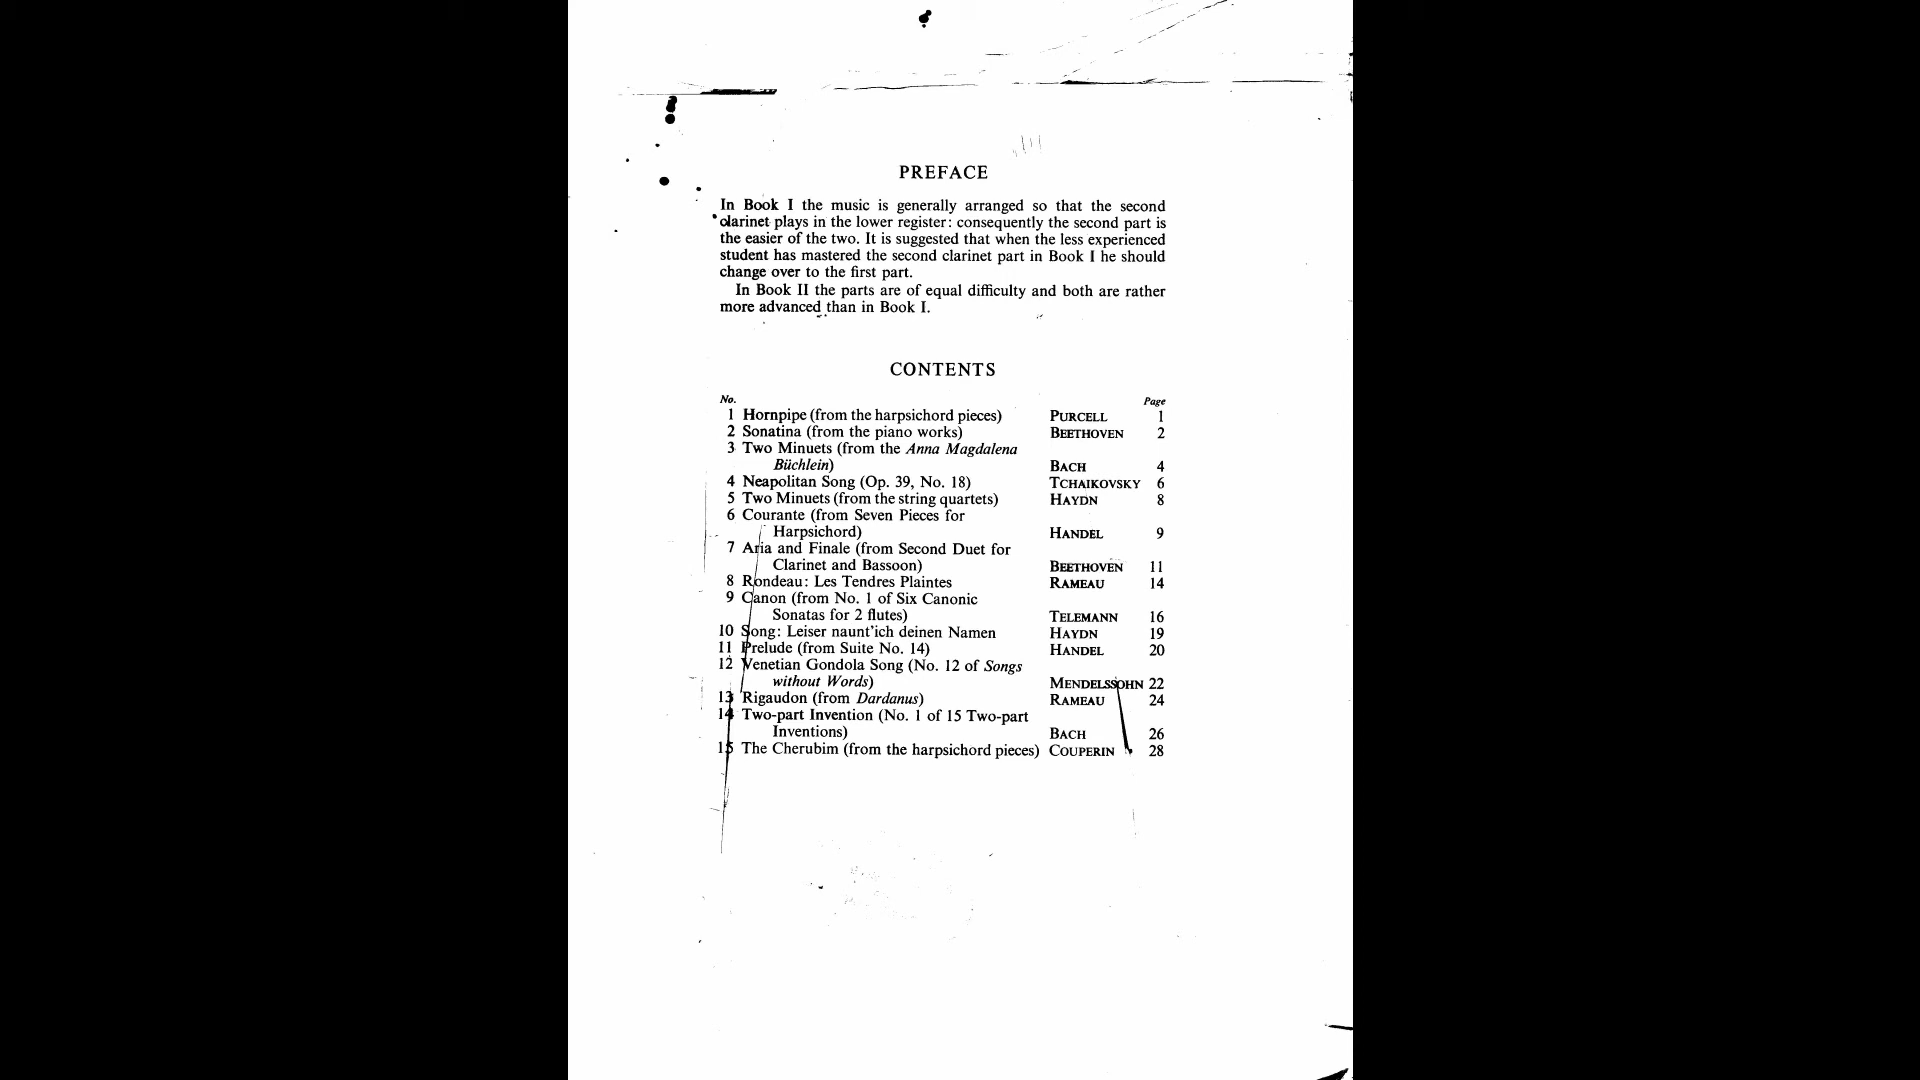 PREFACE
In Book I the music is generally arranged so that the second
clarinet plays in the lower register: consequently the second part is
the easier of the two. It is suggested that when the less experienced
student has mastered the second clarinet part in Book I he should
change over to the first part.
In Book II the parts are of equal difficulty and both are rather
more advanced than in Book I.
CONTENTS
No. Page
1 Hornpipe (from the harpsichord pieces) PURCELL 1
2 Sonatina (from the piano works) BEETHOVEN 2
3 Two Minuets (from the Anna Magdalena
Büchlein) BACH 4
4 Neapolitan Song (Op. 39, No. 18) TCHAIKOVSKY 6
5 Two Minuets (from the string quartets) HAYDN 8
6 Courante (from Seven Pieces for
Harpsichord) HANDEL 9
7 Aria and Finale (from Second Duet for
Clarinet and Bassoon) BEETHOVEN 11
8 Rondeau: Les Tendres Plaintes RAMEAU 14
9 Canon (from No. 1 of Six Canonic
Sonatas for 2 flutes) TELEMANN 16
10 Song: Leiser naunt'ich deinen Namen HAYDN 19
11 Prelude (from Suite No. 14) HANDEL 20
12 Venetian Gondola Song (No. 12 of Songs
without Words) MENDELSSOHN 22
13 Rigaudon (from Dardanus) RAMEAU 24
14 Two-part Invention (No. 1 of 15 Two-part
Inventions) BACH 26
15 The Cherubim (from the harpsichord pieces) COUPERIN 28